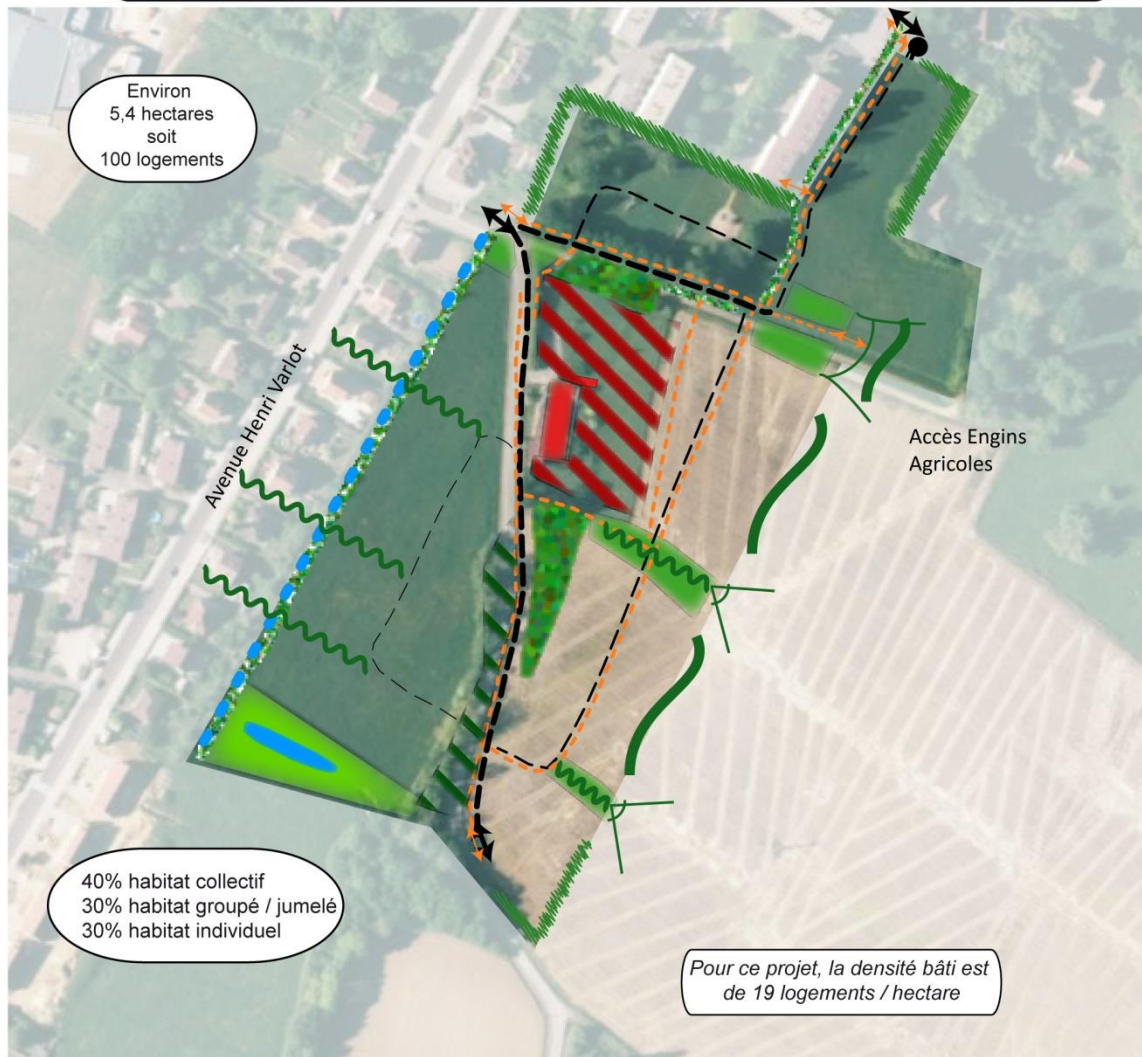 Environ
5,4 hectares
soit
100 logements
Avenue Henri Varlot
Accès Engins
Agricoles
40% habitat collectif
30% habitat groupé / jumelé
30% habitat individuel
Pour ce projet, la densité bâti est
de 19 logements / hectare